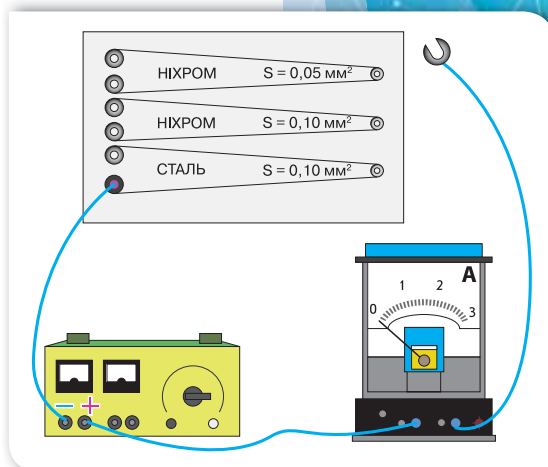 НІХРОМ S = 0,05 мм²
НІХРОМ S = 0,10 мм²
СТАЛЬ S = 0,10 мм²
A
0 1 2 3
− +